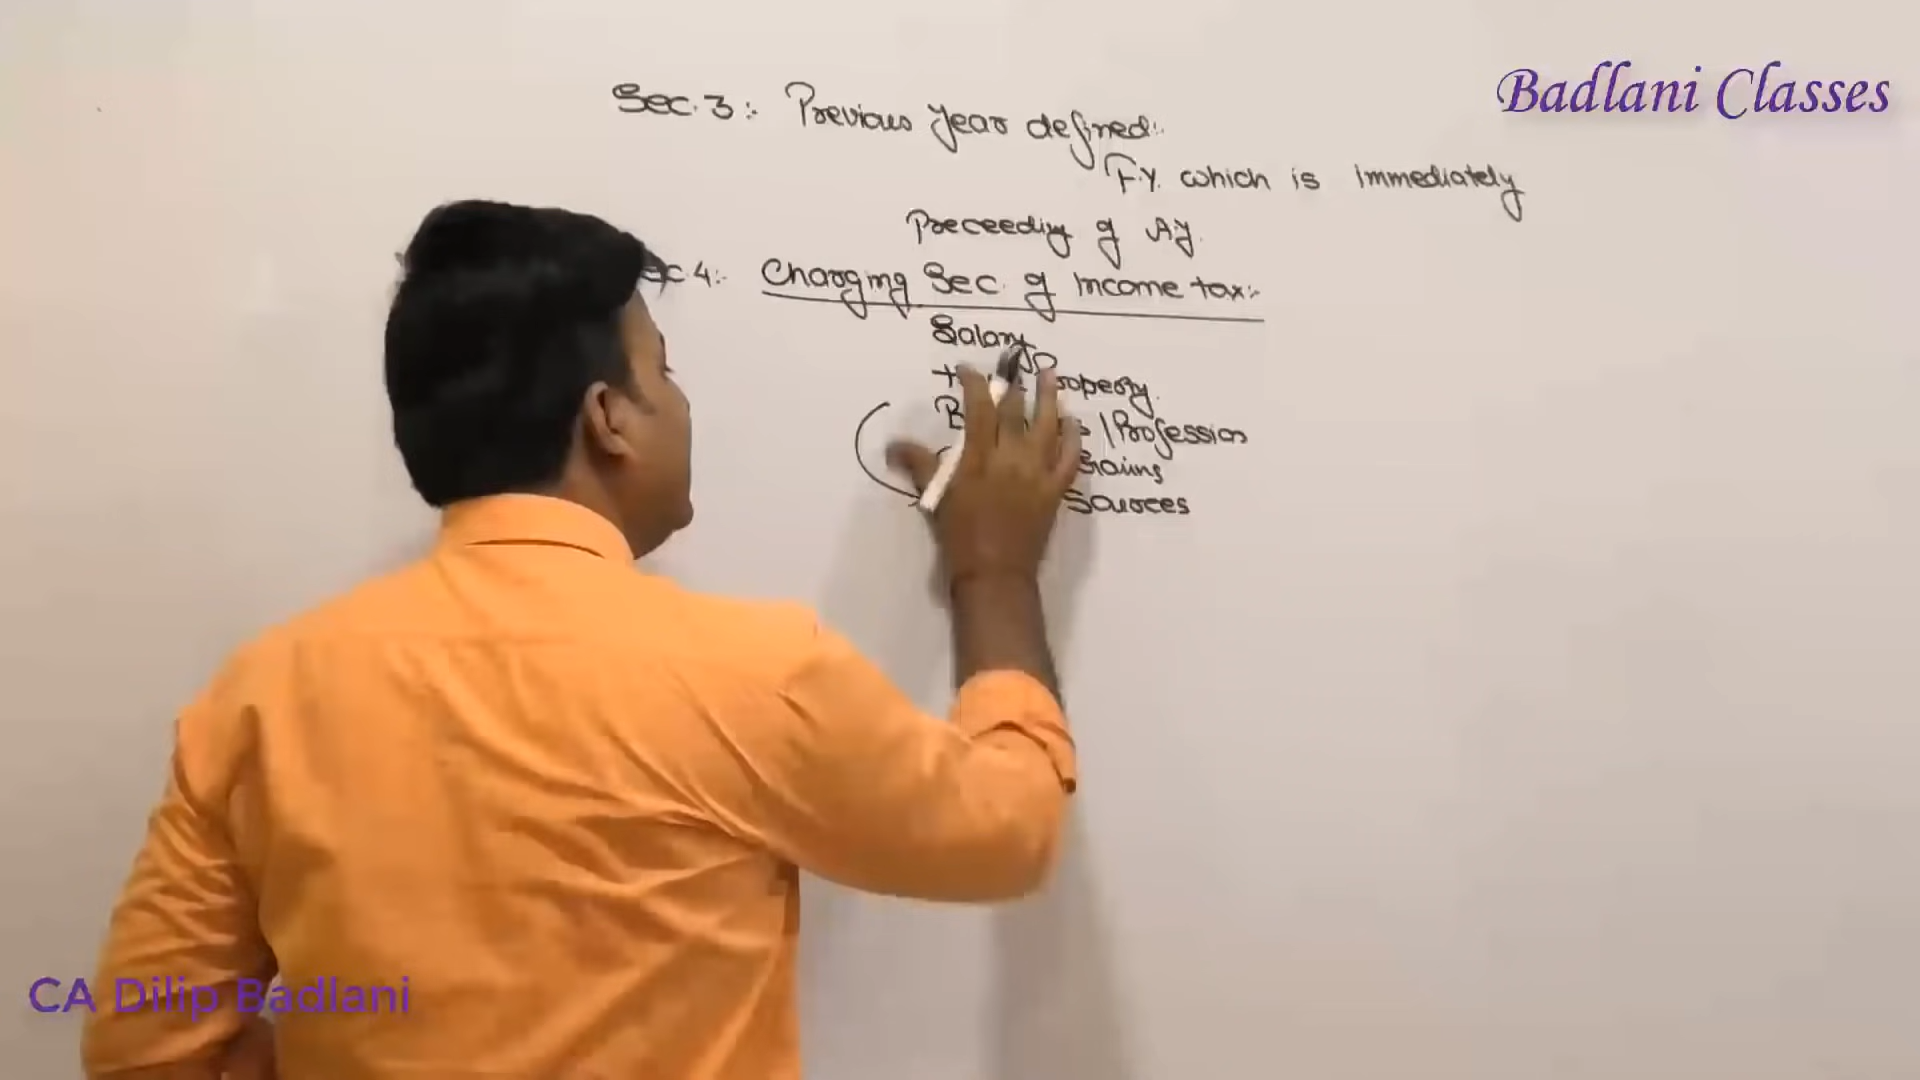 Badlani Classes
Sec. 3:- Previous year defined:-
F.Y. which is immediately
Preceeding of A.Y.
ec. 4:- Charging Sec. of income tax:-
Salary
Property.
/Profession
Gains
Sources
CA Dilip Badlani